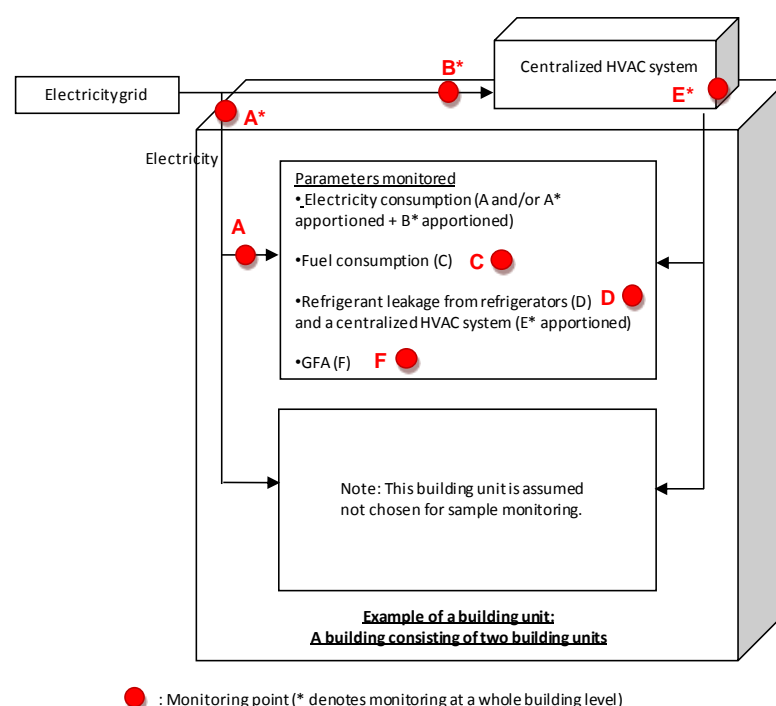 B*
Centralized HVAC system
Electricity grid
E*
A*
Electricity
Parameters monitored
• Electricity consumption (A and/or A*
apportioned + B* apportioned)
A
•Fuel consumption (C) C
•Refrigerant leakage from refrigerators (D) D
and a centralized HVAC system (E* apportioned)
•GFA (F) F
Note: This building unit is assumed
not chosen for sample monitoring.
Example of a building unit:
A building consisting of two building units
: Monitoring point (* denotes monitoring at a whole building level)